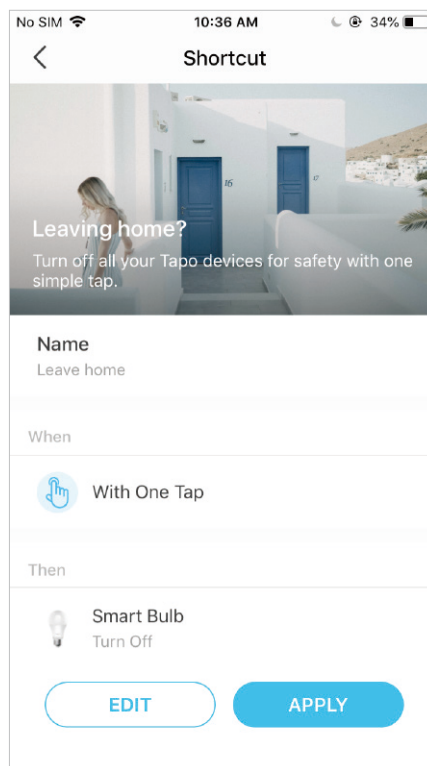 No SIM 10:36 AM 34%
Shortcut
16
Leaving home?
Turn off all your Tapo devices for safety with one
simple tap.
Name
Leave home
When
With One Tap
Then
Smart Bulb
Turn Off
EDIT APPLY